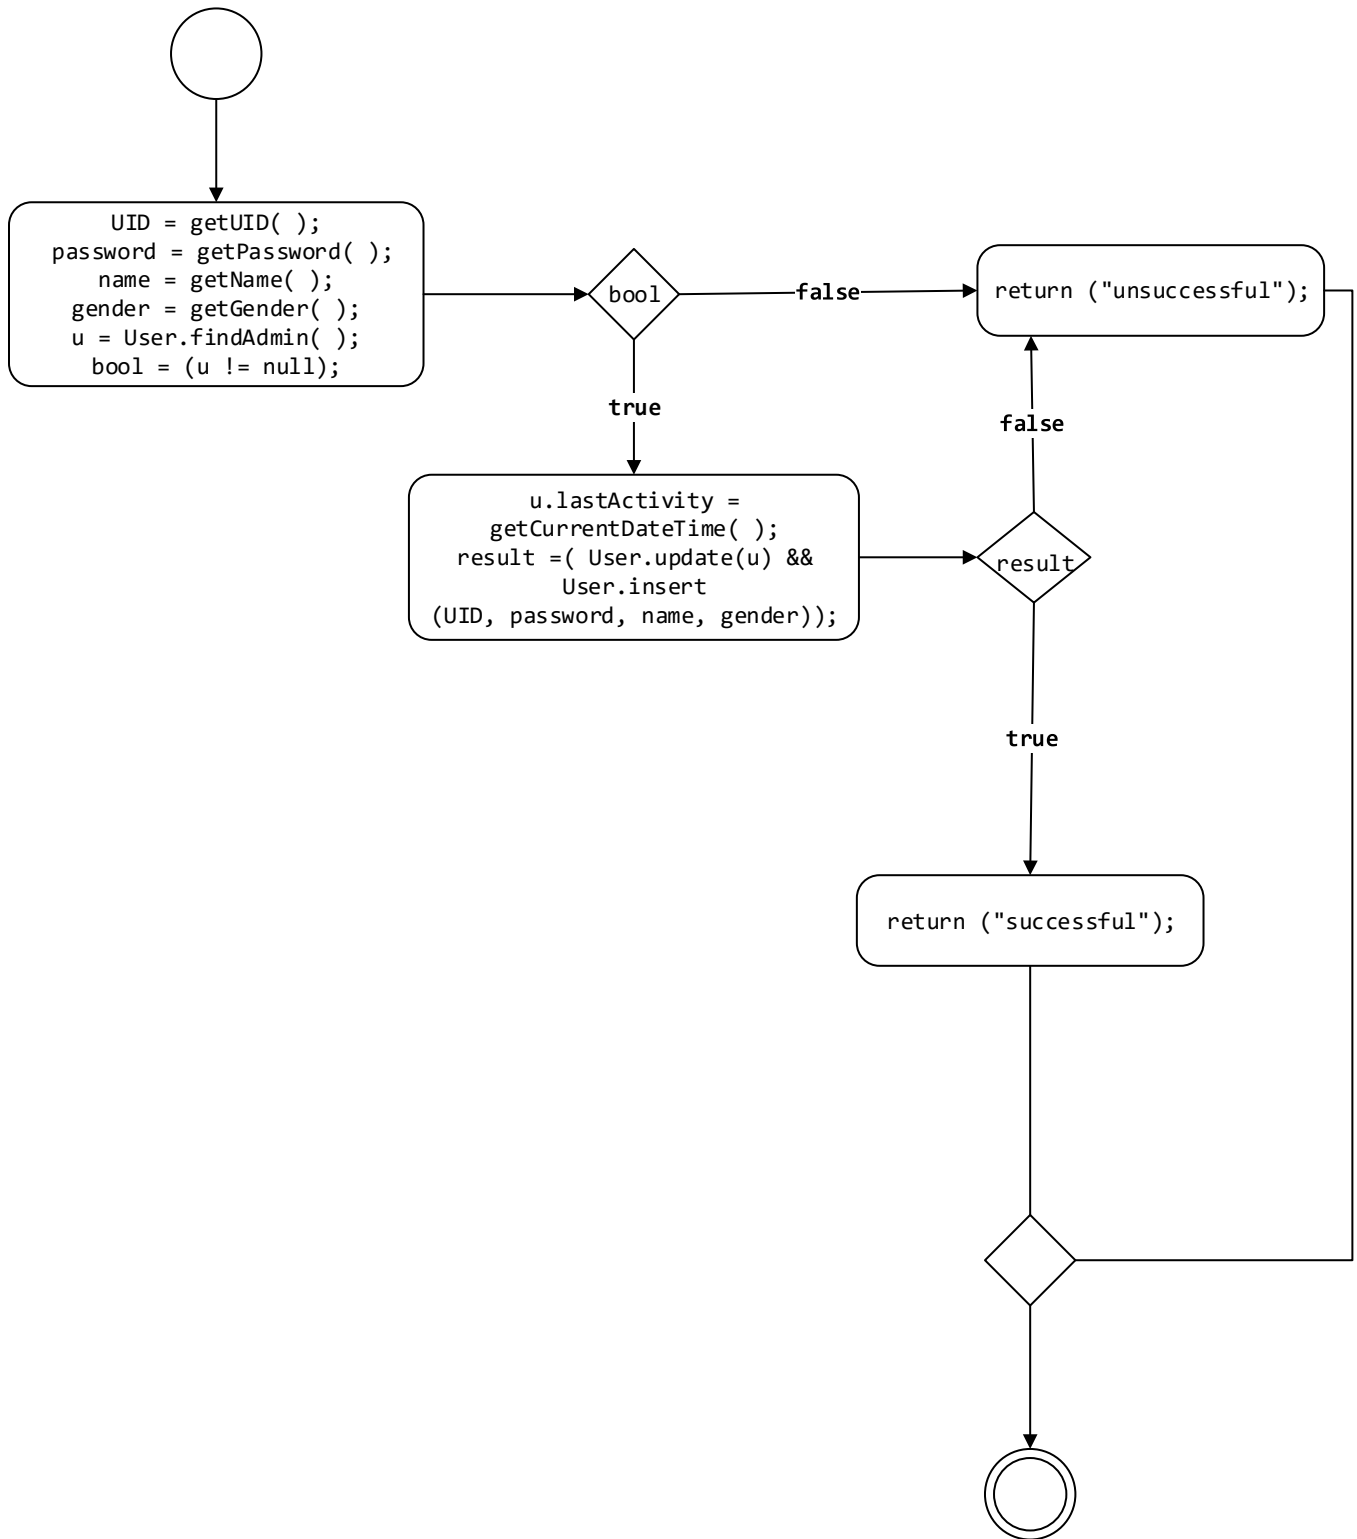 UID = getUID( );
password = getPassword( );
name = getName( );
gender = getGender( );
u = User.findAdmin( );
bool = (u != null);
bool
false
return ("unsuccessful");
true
false
u.lastActivity =
getCurrentDateTime( );
result =( User.update(u) &&
User.insert
(UID, password, name, gender));
result
true
return ("successful");